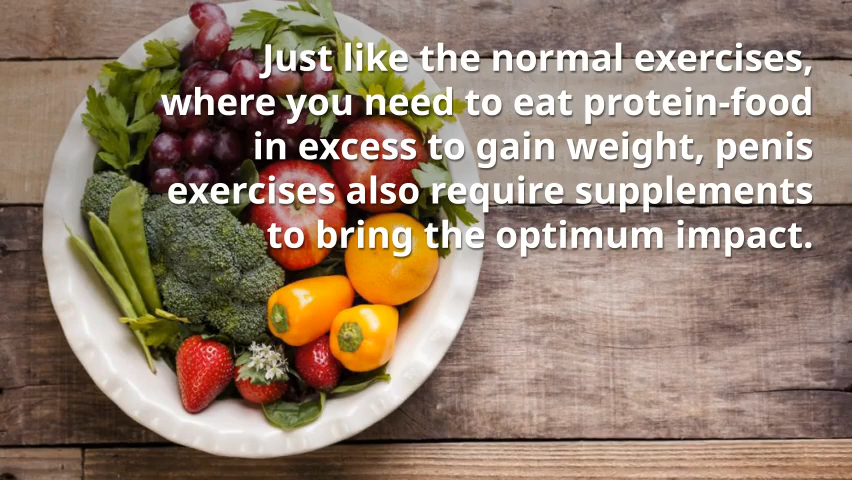 Just like the normal exercises,
where you need to eat protein-food
in excess to gain weight, penis
exercises also require supplements
to bring the optimum impact.